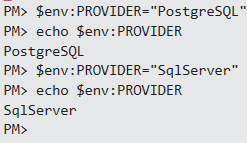 PM> $env:PROVIDER="PostgreSQL"
PM> echo $env:PROVIDER
PostgreSQL
PM> $env:PROVIDER="SqlServer"
PM> echo $env:PROVIDER
SqlServer
PM>